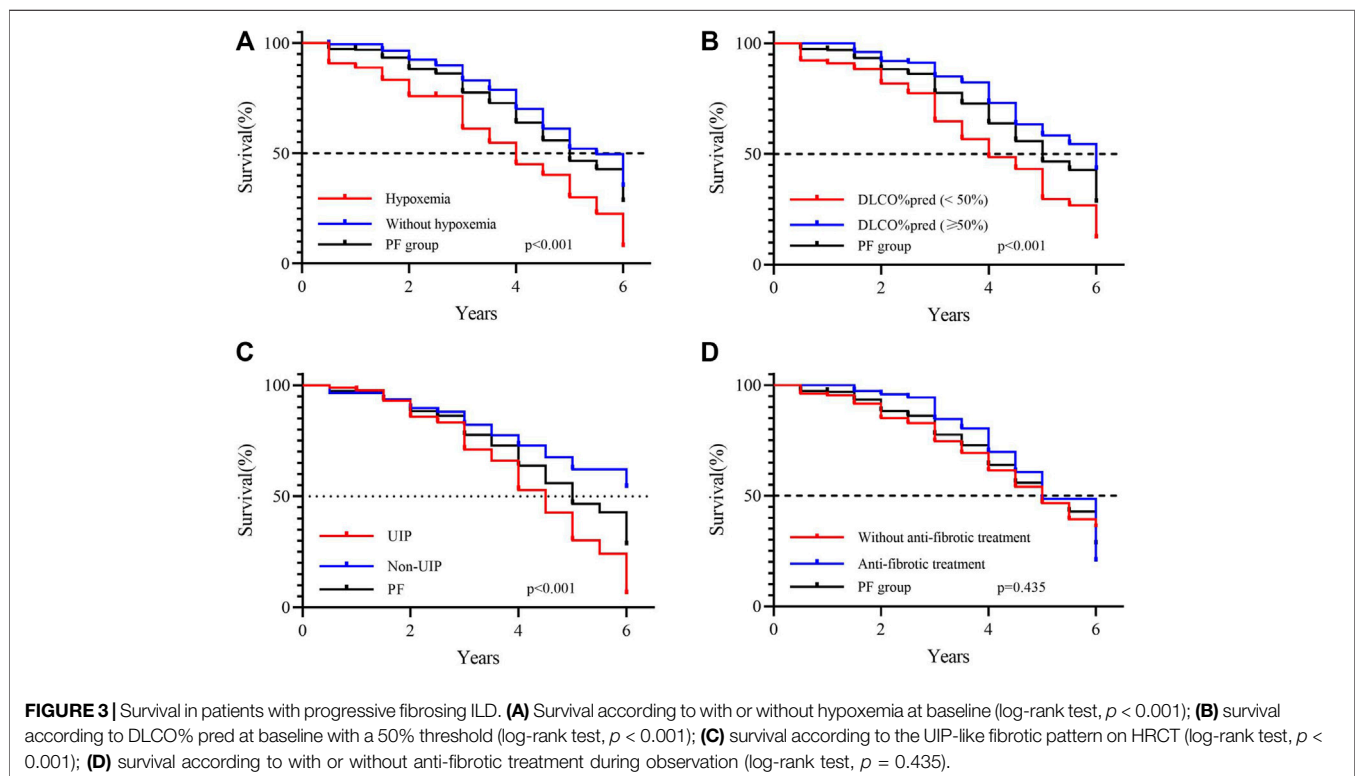 A
Survival(%)
100
50
0
Hypoxemia
Without hypoxemia
PF group
p<0.001
0
2
4
6
Years
B
Survival(%)
100
50
0
DLCO%pred (< 50%)
DLCO%pred (⩾50%)
PF group
p<0.001
0
2
4
6
Years
C
Survival(%)
100
50
0
UIP
Non-UIP
PF
p<0.001
0
2
4
6
Years
D
Survival(%)
100
50
0
Without anti-fibrotic treatment
Anti-fibrotic treatment
PF group
p=0.435
0
2
4
6
Years
FIGURE 3 | Survival in patients with progressive fibrosing ILD. (A) Survival according to with or without hypoxemia at baseline (log-rank test, p < 0.001); (B) survival
according to DLCO% pred at baseline with a 50% threshold (log-rank test, p < 0.001); (C) survival according to the UIP-like fibrotic pattern on HRCT (log-rank test, p <
0.001); (D) survival according to with or without anti-fibrotic treatment during observation (log-rank test, p = 0.435).